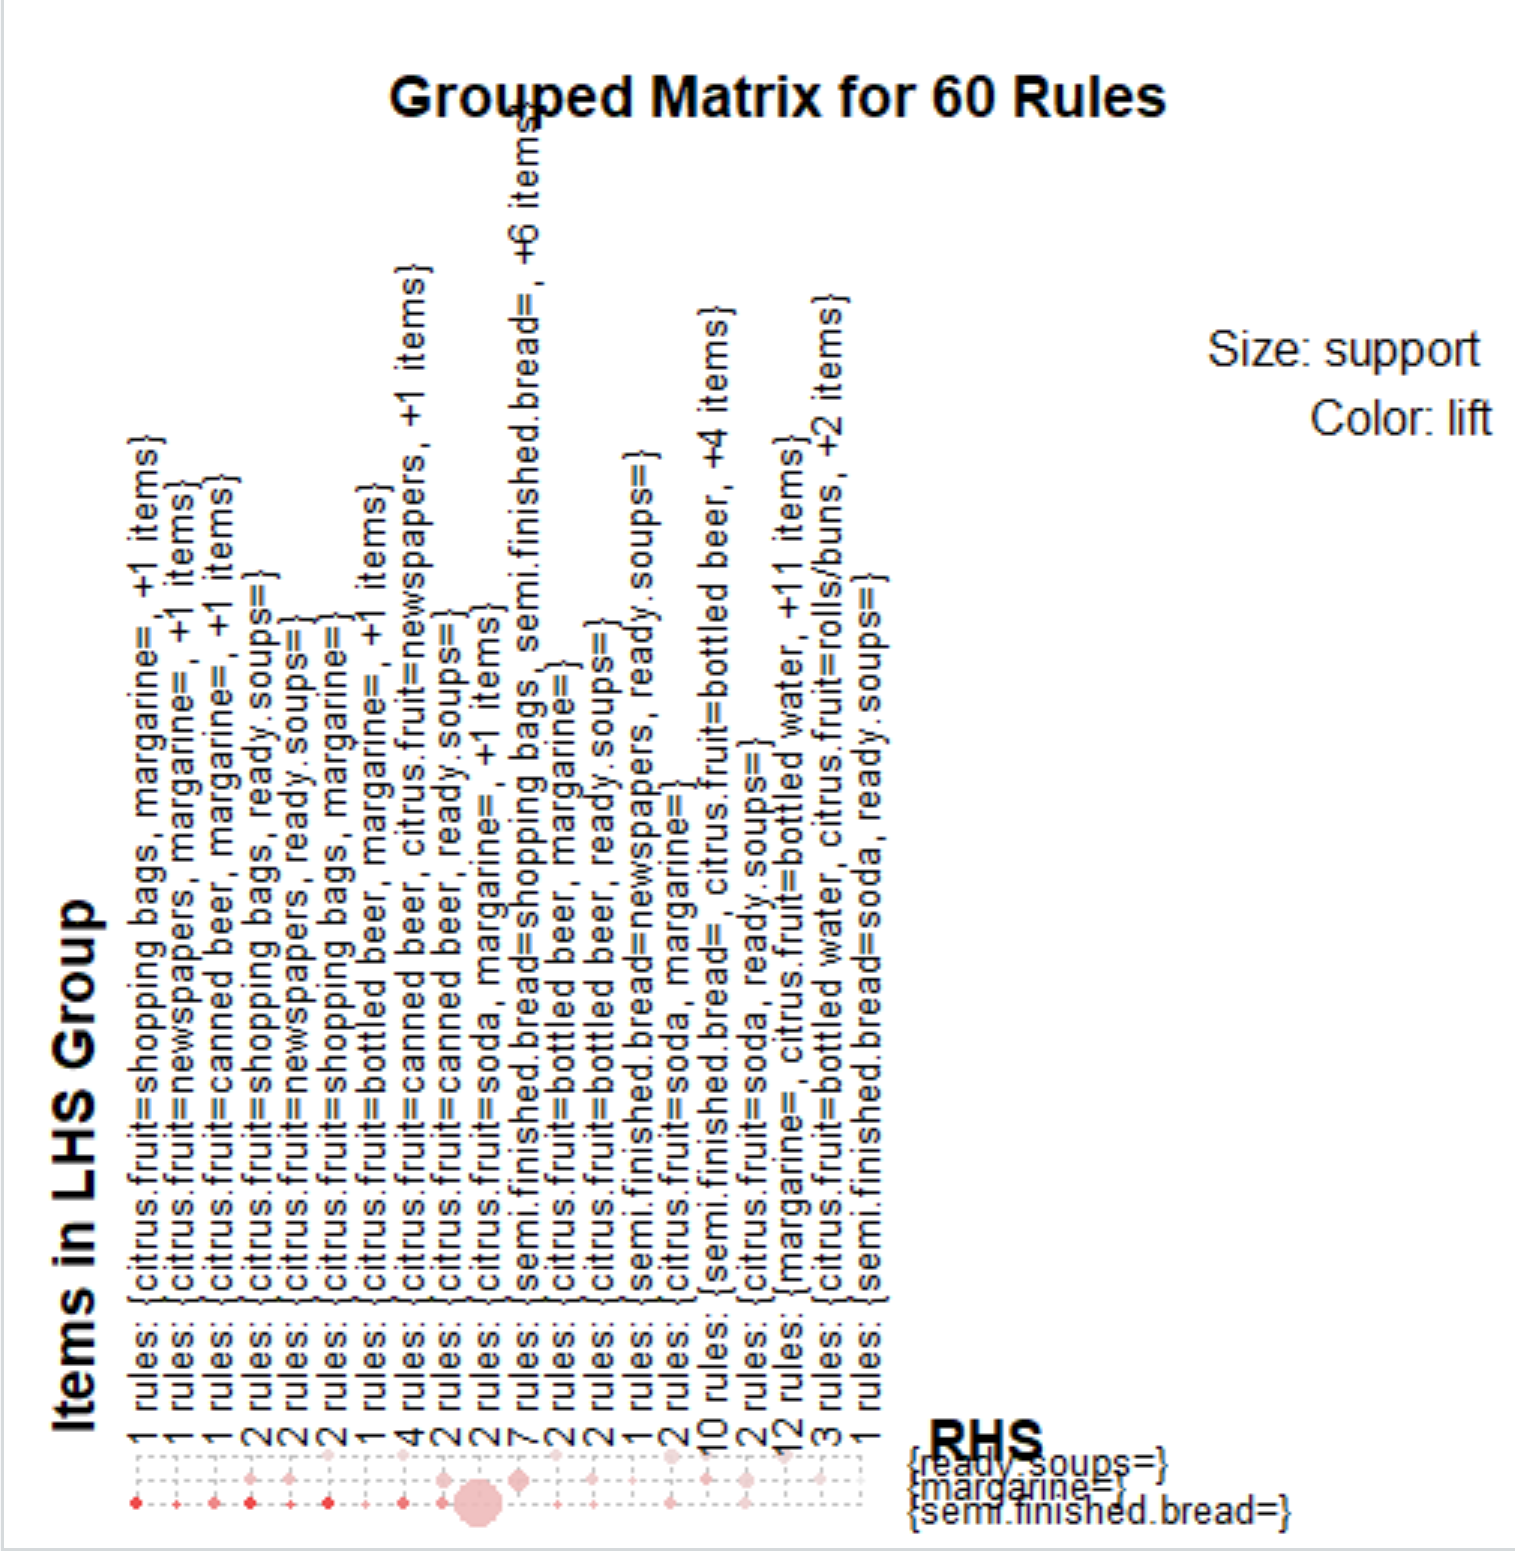 Grouped Matrix for 60 Rules
Size: support
Color: lift
Items in LHS Group
1 rules: {citrus.fruit=shopping bags, margarine=, +1 items}
1 rules: {citrus.fruit=newspapers, margarine=, +1 items}
1 rules: {citrus.fruit=canned beer, margarine=, +1 items}
2 rules: {citrus.fruit=shopping bags, ready.soups=}
2 rules: {citrus.fruit=newspapers, ready.soups=}
2 rules: {citrus.fruit=shopping bags, margarine=}
1 rules: {citrus.fruit=bottled beer, margarine=, +1 items}
4 rules: {citrus.fruit=canned beer, citrus.fruit=newspapers, +1 items}
2 rules: {citrus.fruit=canned beer, ready.soups=}
2 rules: {citrus.fruit=soda, margarine=, +1 items}
7 rules: {semi.finished.bread=shopping bags, semi.finished.bread=, +6 items}
2 rules: {citrus.fruit=bottled beer, margarine=}
2 rules: {citrus.fruit=bottled beer, ready.soups=}
1 rules: {semi.finished.bread=newspapers, ready.soups=}
2 rules: {citrus.fruit=soda, margarine=}
10 rules: {semi.finished.bread=, citrus.fruit=bottled beer, +4 items}
2 rules: {citrus.fruit=soda, ready.soups=}
12 rules: {margarine=, citrus.fruit=bottled water, +11 items}
3 rules: {citrus.fruit=bottled water, citrus.fruit=rolls/buns, +2 items}
1 rules: {semi.finished.bread=soda, ready.soups=}
RHS
{ready.soups=}
{margarine=}
{semi.finished.bread=}